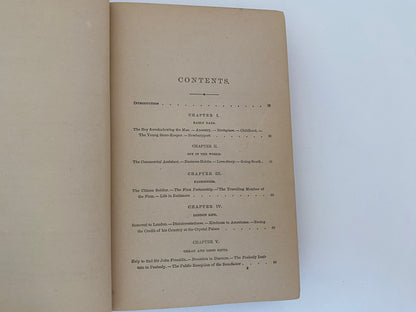 CONTENTS.
INTRODUCTION
CHAPTER I.
EARLY DAYS.
The Boy foreshadowing the Man. — Ancestry. — Birthplace. — Childhood. —
The Young Store-Keeper. — Newburyport
CHAPTER II.
OUT IN THE WORLD.
The Commercial Assistant. — Business Habits. — Love-Story. — Going South.
CHAPTER III.
The Citizen Soldier. — The First Partnership. — The Travelling Member of
the Firm. — Life in Baltimore
CHAPTER IV.
LONDON LIFE.
Removed to London. — Disinterestedness. — Kindness to Americans. — Saving
the Credit of his Country at the Crystal Palace
CHAPTER V.
GREAT AND GOOD GIFTS.
Help to find Sir John Franklin. — Donation to Danvers. — The Peabody Insti-
tute in Peabody. — The Public Reception of the Benefactor